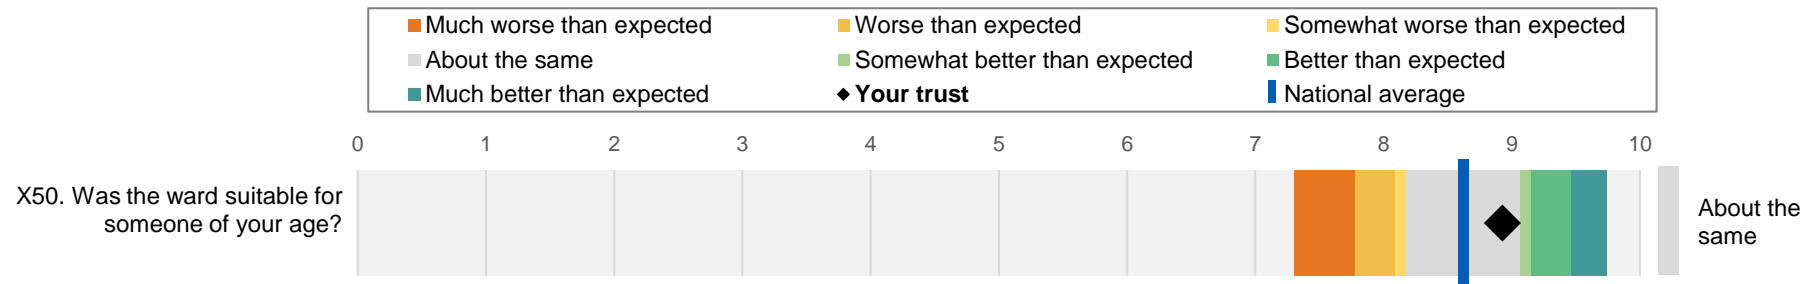 Much worse than expected
Worse than expected
Somewhat worse than expected
About the same
Somewhat better than expected
Better than expected
Much better than expected
Your trust
National average
0 1 2 3 4 5 6 7 8 9 10
X50. Was the ward suitable for
someone of your age?
About the
same